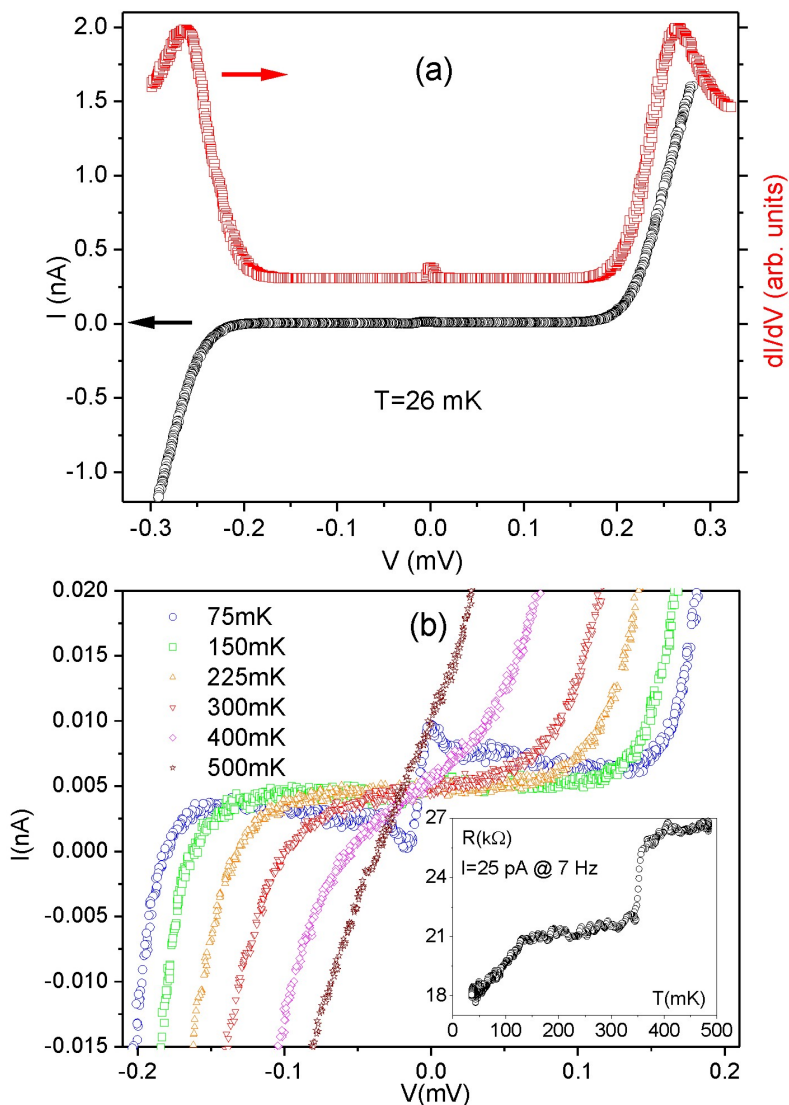 (a)
2.0
1.5
1.0
0.5
0.0
-0.5
-1.0
I (nA)
dI/dV (arb. units)
T=26 mK
-0.3 -0.2 -0.1 0.0 0.1 0.2 0.3
V (mV)
(b)
0.020
0.015
0.010
0.005
0.000
-0.005
-0.010
-0.015
I(nA)
75mK
150mK
225mK
300mK
400mK
500mK
27
24
21
18
R(kΩ)
I=25 pA @ 7 Hz
T(mK)
0 100 200 300 400 500
-0.2 -0.1 0.0 0.1 0.2
V(mV)